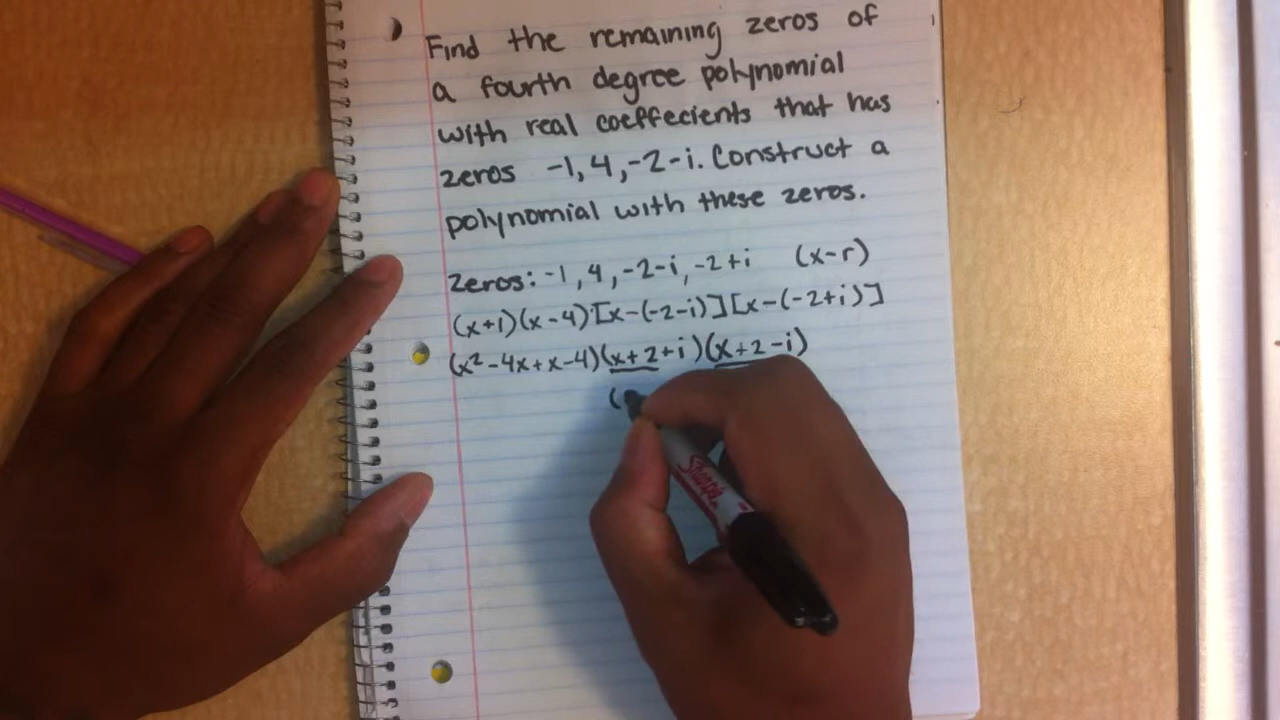 Find the remaining zeros of
a fourth degree polynomial
with real coeffecients that has
zeros -1, 4, -2-i. Construct a
polynomial with these zeros.
Zeros: -1, 4, -2-i, -2+i (x-r)
(x+1)(x-4)[x-(-2-i)][x-(-2+i)]
(x²-4x+x-4)(x+2+i)(x+2-i)
(
Sharpie